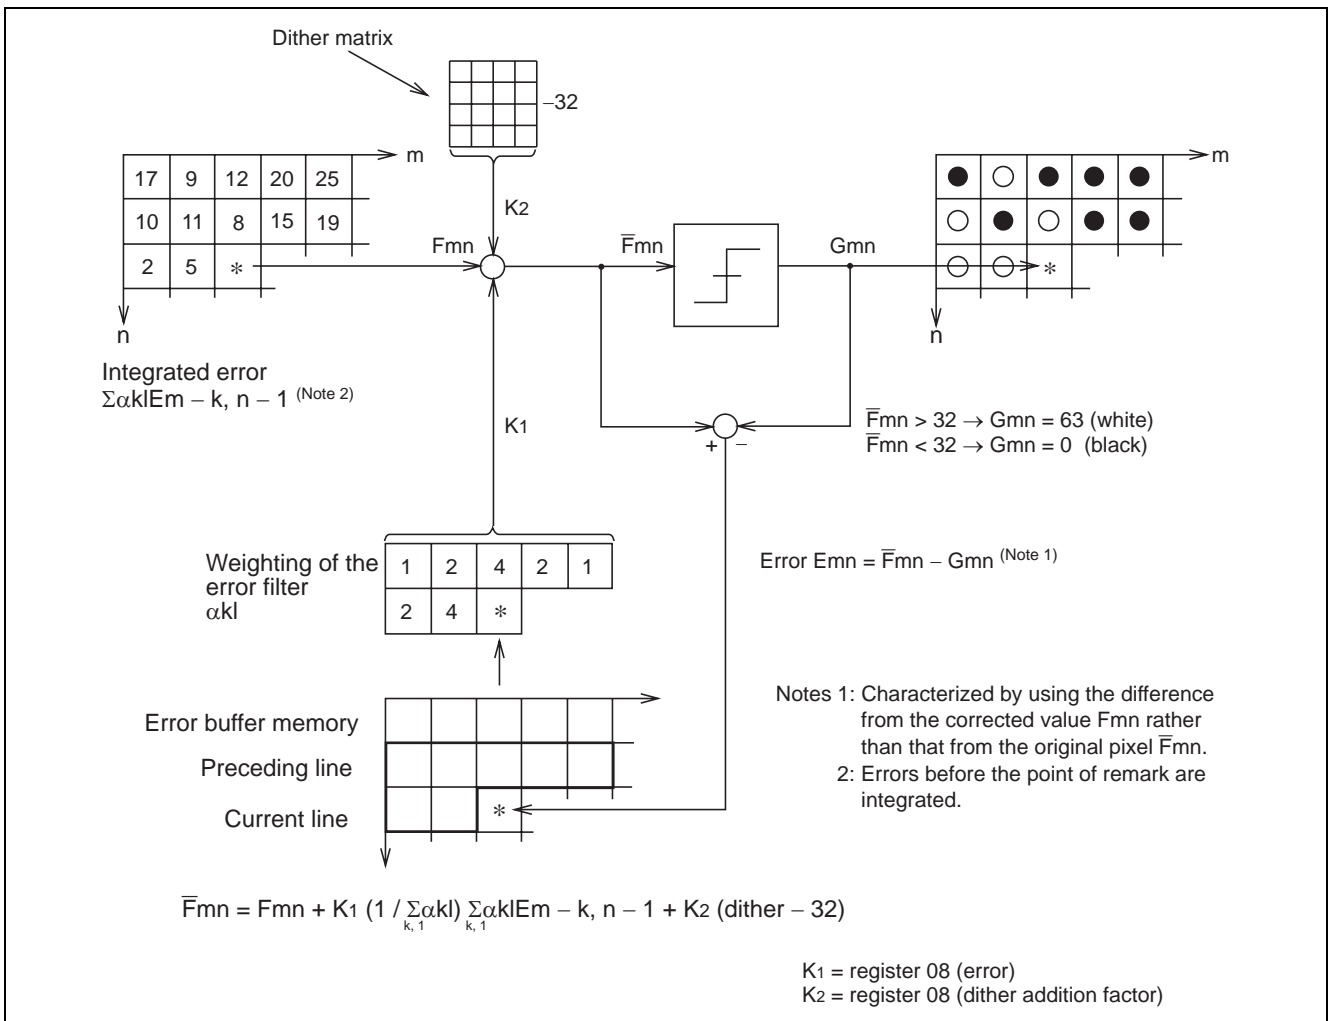 Dither matrix
–32
m
17 9 12 20 25
10 11 8 15 19
2 5 *
n
K2
Fmn
F̅mn
Gmn
m
*
n
Integrated error
ΣαklEm – k, n – 1 (Note 2)
K1
+ –
F̅mn > 32 → Gmn = 63 (white)
F̅mn < 32 → Gmn = 0 (black)
Weighting of the
error filter
αkl
1 2 4 2 1
2 4 *
Error Emn = F̅mn – Gmn (Note 1)
Error buffer memory
Preceding line
Current line
*
Notes 1: Characterized by using the difference
from the corrected value Fmn rather
than that from the original pixel F̅mn.
2: Errors before the point of remark are
integrated.
F̅mn = Fmn + K1 (1 / Σαkl) ΣαklEm – k, n – 1 + K2 (dither – 32)
k, 1 k, 1
K1 = register 08 (error)
K2 = register 08 (dither addition factor)